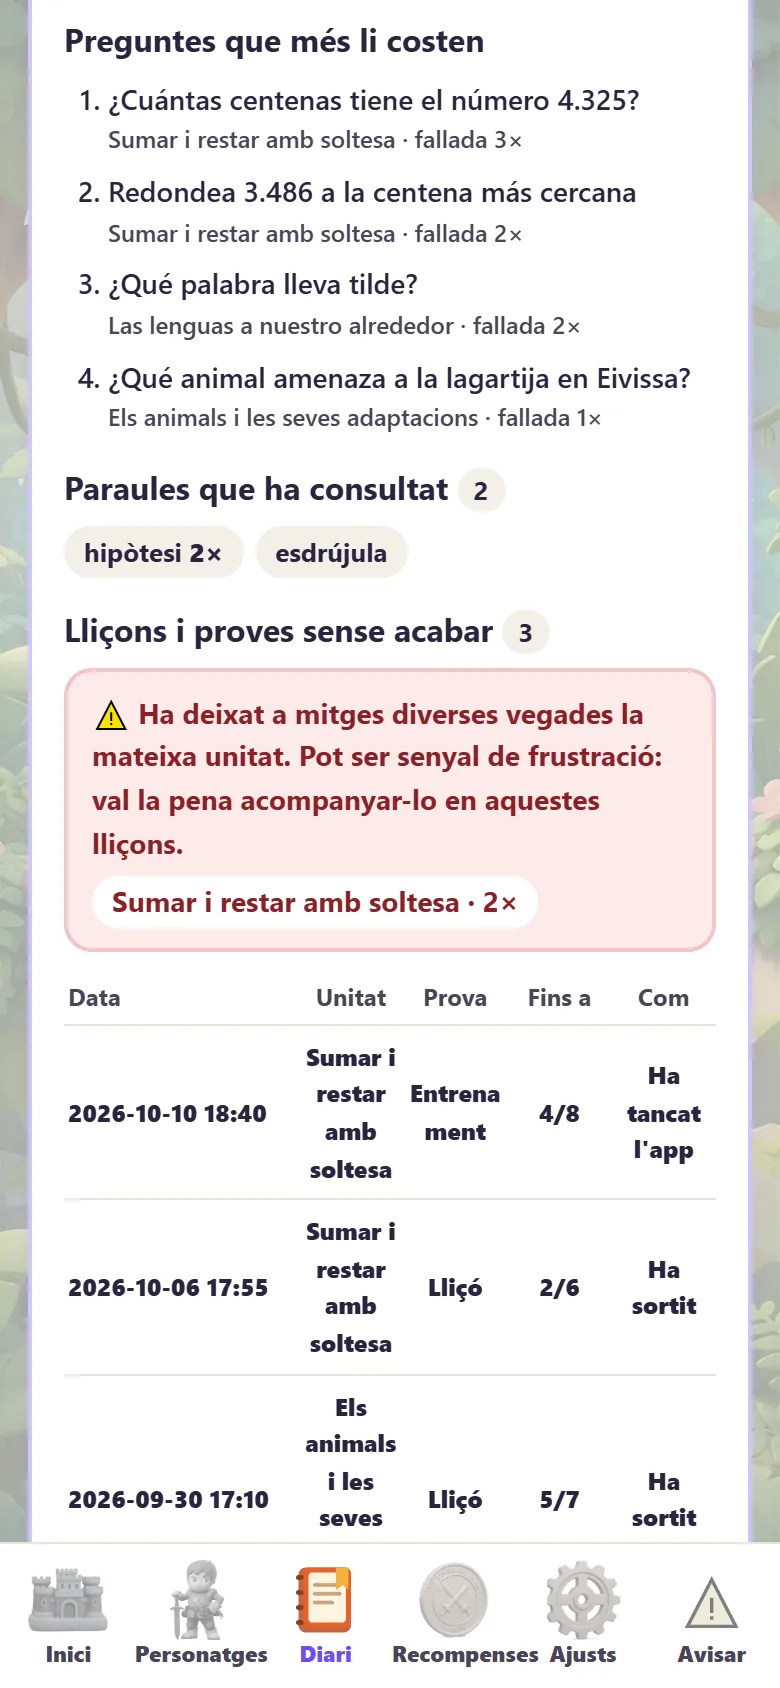 Preguntes que més li costen
1. ¿Cuántas centenas tiene el número 4.325?
Sumar i restar amb soltesa · fallada 3×
2. Redondea 3.486 a la centena más cercana
Sumar i restar amb soltesa · fallada 2×
3. ¿Qué palabra lleva tilde?
Las lenguas a nuestro alrededor · fallada 2×
4. ¿Qué animal amenaza a la lagartija en Eivissa?
Els animals i les seves adaptacions · fallada 1×
Paraules que ha consultat 2
hipòtesi 2× esdrújula
Lliçons i proves sense acabar 3
⚠ Ha deixat a mitges diverses vegades la
mateixa unitat. Pot ser senyal de frustració:
val la pena acompanyar-lo en aquestes
lliçons.
Sumar i restar amb soltesa · 2×
Data Unitat Prova Fins a Com
2026-10-10 18:40
Sumar i
restar
amb
soltesa
Entrena
ment
4/8
Ha
tancat
l'app
2026-10-06 17:55
Sumar i
restar
amb
soltesa
Lliçó
2/6
Ha
sortit
2026-09-30 17:10
Els
animals
i les
seves
Lliçó
5/7
Ha
sortit
Inici Personatges Diari Recompenses Ajusts Avisar